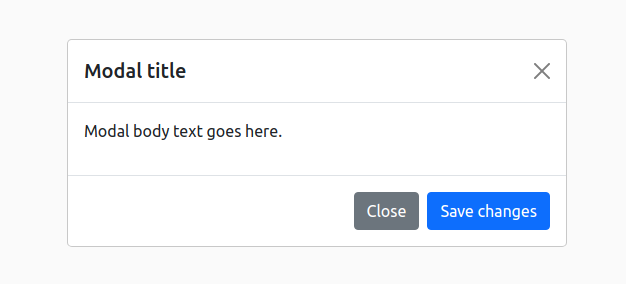 Modal title
Modal body text goes here.
Close
Save changes